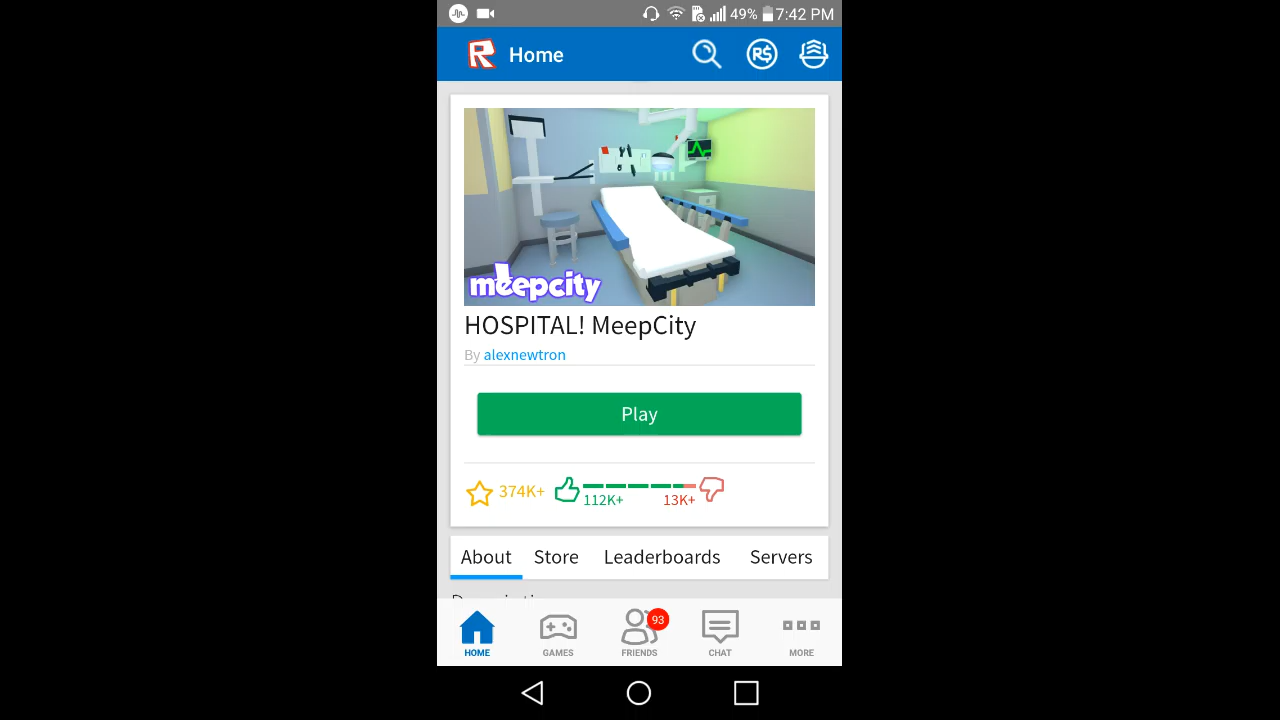 49% 7:42 PM
R Home R$
meepcity
HOSPITAL! MeepCity
By alexnewtron
Play
374K+ 112K+ 13K+
About Store Leaderboards Servers
93
HOME GAMES FRIENDS CHAT MORE